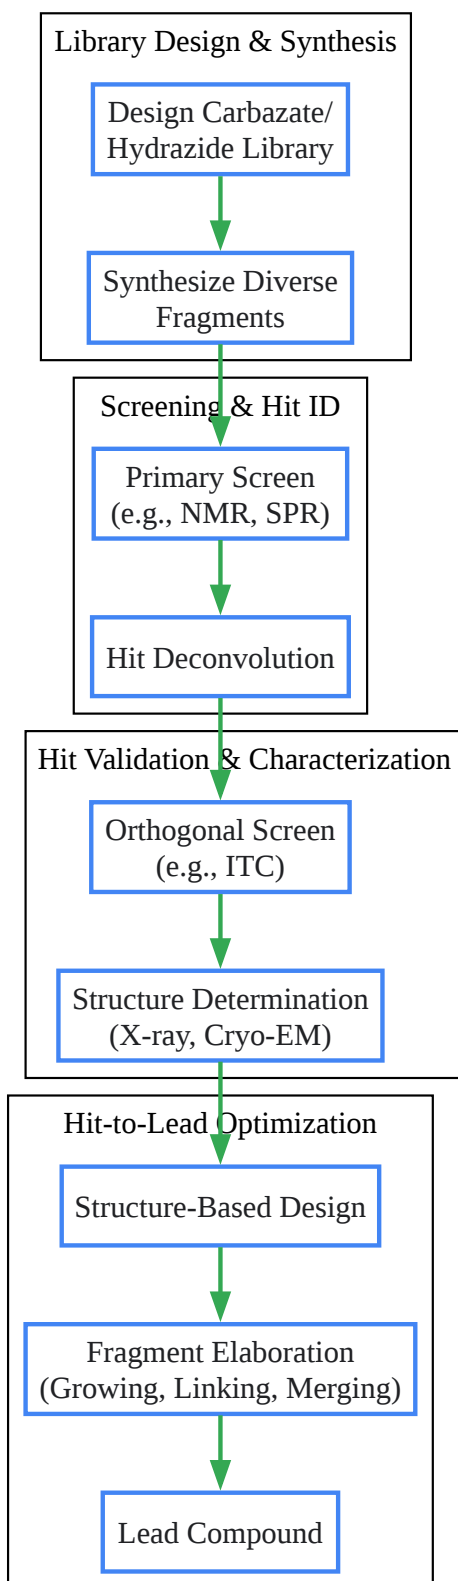 Library Design & Synthesis
Design Carbazate/
Hydrazide Library
Synthesize Diverse
Fragments
Screening & Hit ID
Primary Screen
(e.g., NMR, SPR)
Hit Deconvolution
Hit Validation & Characterization
Orthogonal Screen
(e.g., ITC)
Structure Determination
(X-ray, Cryo-EM)
Hit-to-Lead Optimization
Structure-Based Design
Fragment Elaboration
(Growing, Linking, Merging)
Lead Compound